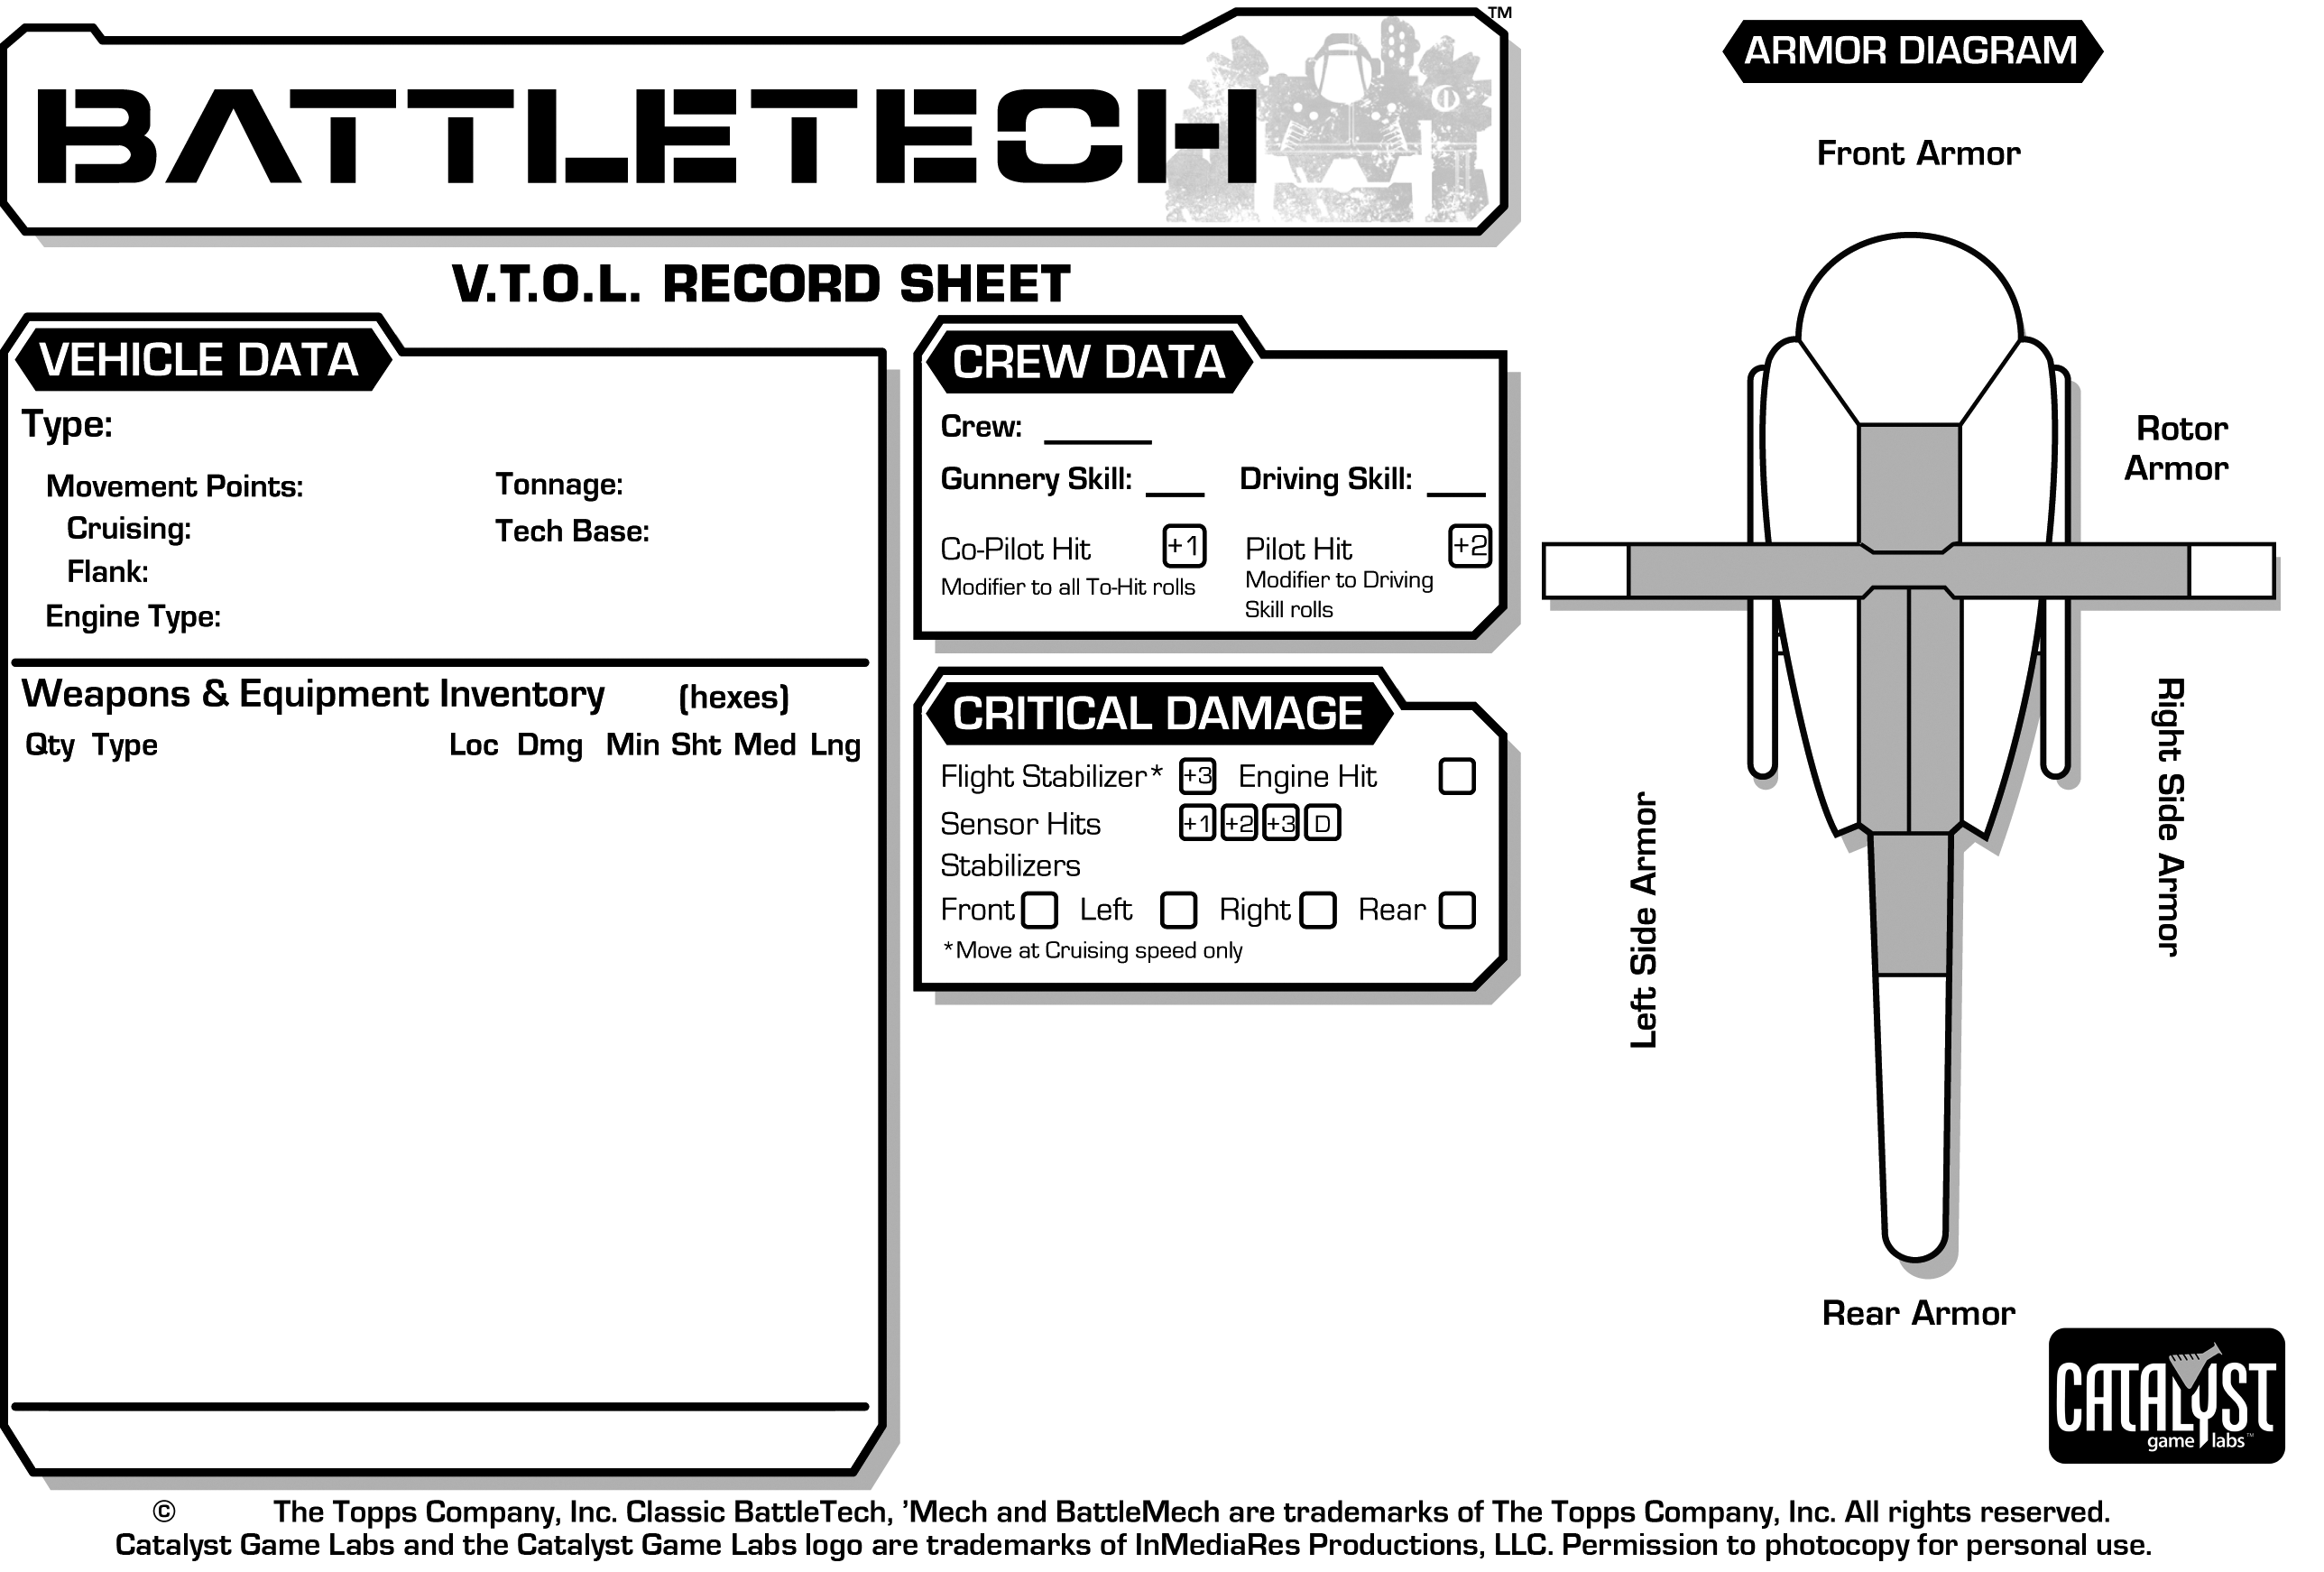 BATTLETECH
TM
V.T.O.L. RECORD SHEET
VEHICLE DATA
Type:
Movement Points:
Cruising:
Flank:
Engine Type:
Tonnage:
Tech Base:
Weapons & Equipment Inventory (hexes)
Qty Type Loc Dmg Min Sht Med Lng
CREW DATA
Crew:
Gunnery Skill: Driving Skill:
Co-Pilot Hit +1
Modifier to all To-Hit rolls
Pilot Hit +2
Modifier to Driving
Skill rolls
CRITICAL DAMAGE
Flight Stabilizer* +3 Engine Hit
Sensor Hits +1 +2 +3 D
Stabilizers
Front Left Right Rear
*Move at Cruising speed only
ARMOR DIAGRAM
Front Armor
Rotor
Armor
Right Side Armor
Left Side Armor
Rear Armor
CATALYST
game labs™
© The Topps Company, Inc. Classic BattleTech, ’Mech and BattleMech are trademarks of The Topps Company, Inc. All rights reserved.
Catalyst Game Labs and the Catalyst Game Labs logo are trademarks of InMediaRes Productions, LLC. Permission to photocopy for personal use.